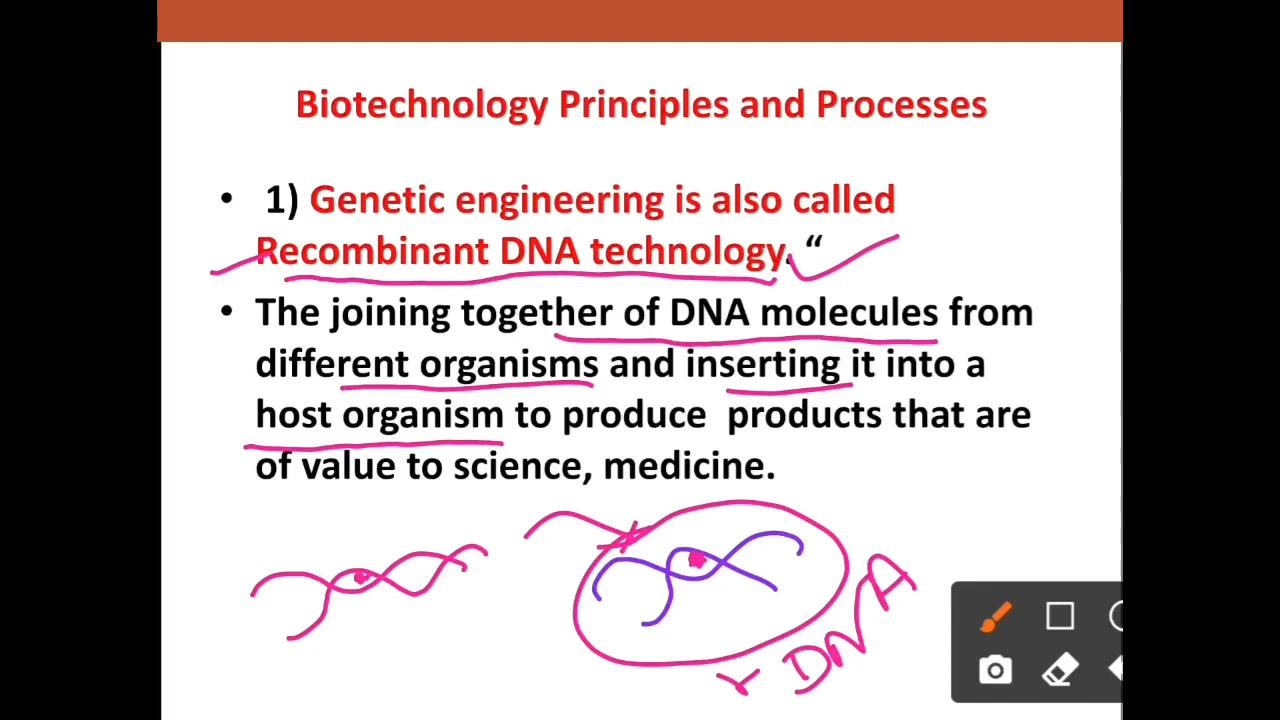 Biotechnology Principles and Processes
• 1) Genetic engineering is also called
Recombinant DNA technology. “
• The joining together of DNA molecules from
different organisms and inserting it into a
host organism to produce products that are
of value to science, medicine.
r DNA